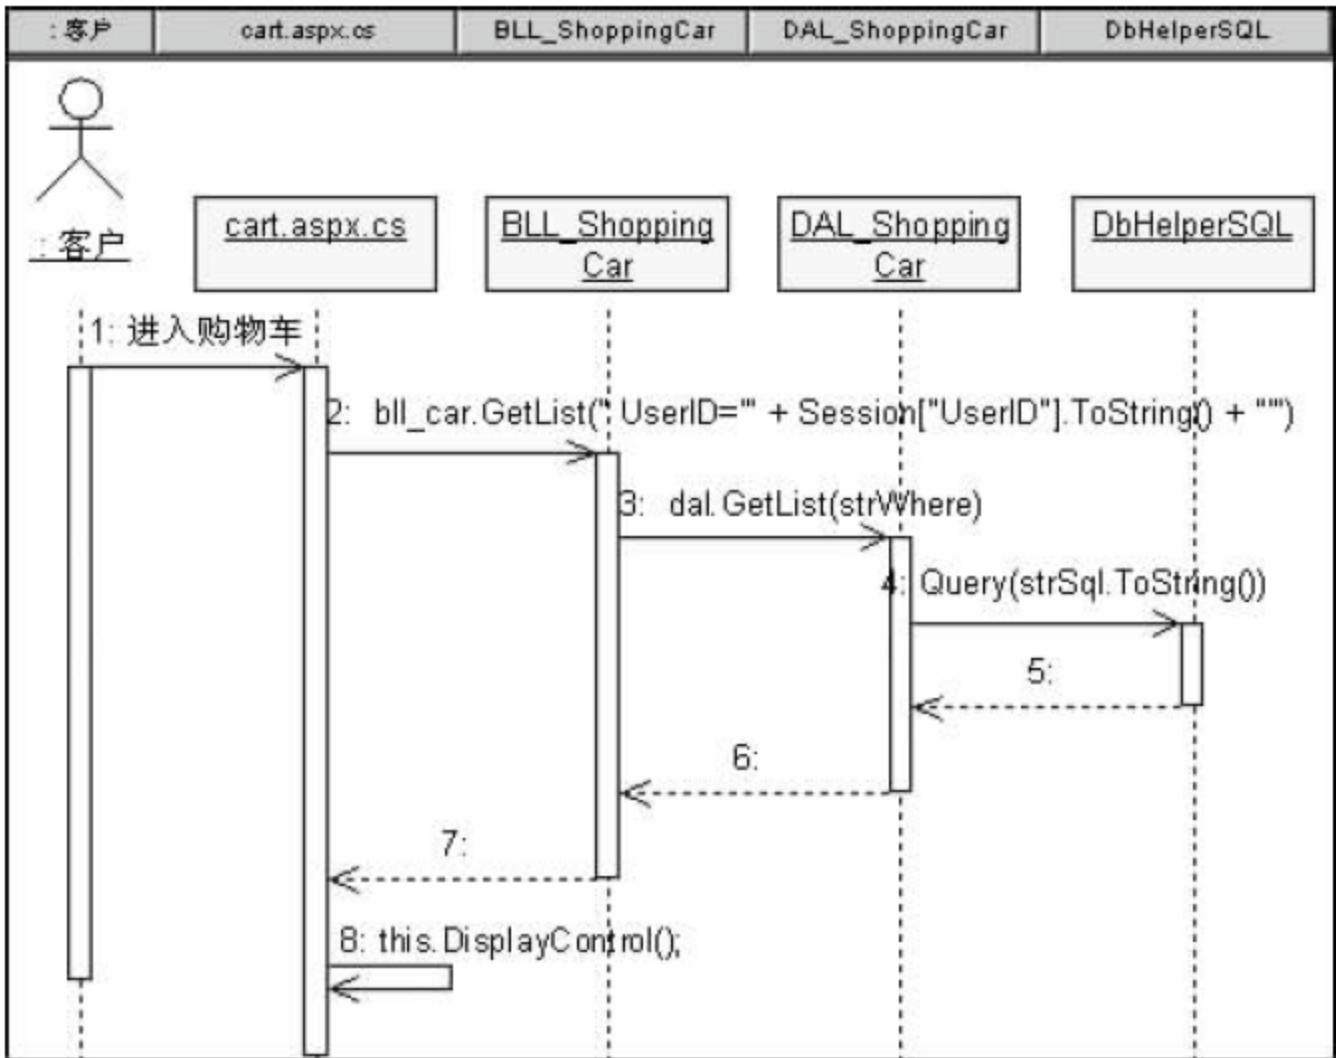 : 客户
cart.aspx.cs
BLL_ShoppingCar
DAL_ShoppingCar
DbHelperSQL
: 客户
cart.aspx.cs
BLL_Shopping
Car
DAL_Shopping
Car
DbHelperSQL
1: 进入购物车
2: bll_car.GetList(" UserID='" + Session["UserID"].ToString() + "'")
3: dal.GetList(strWhere)
4: Query(strSql.ToString())
5:
6:
7:
8: this.DisplayControl();